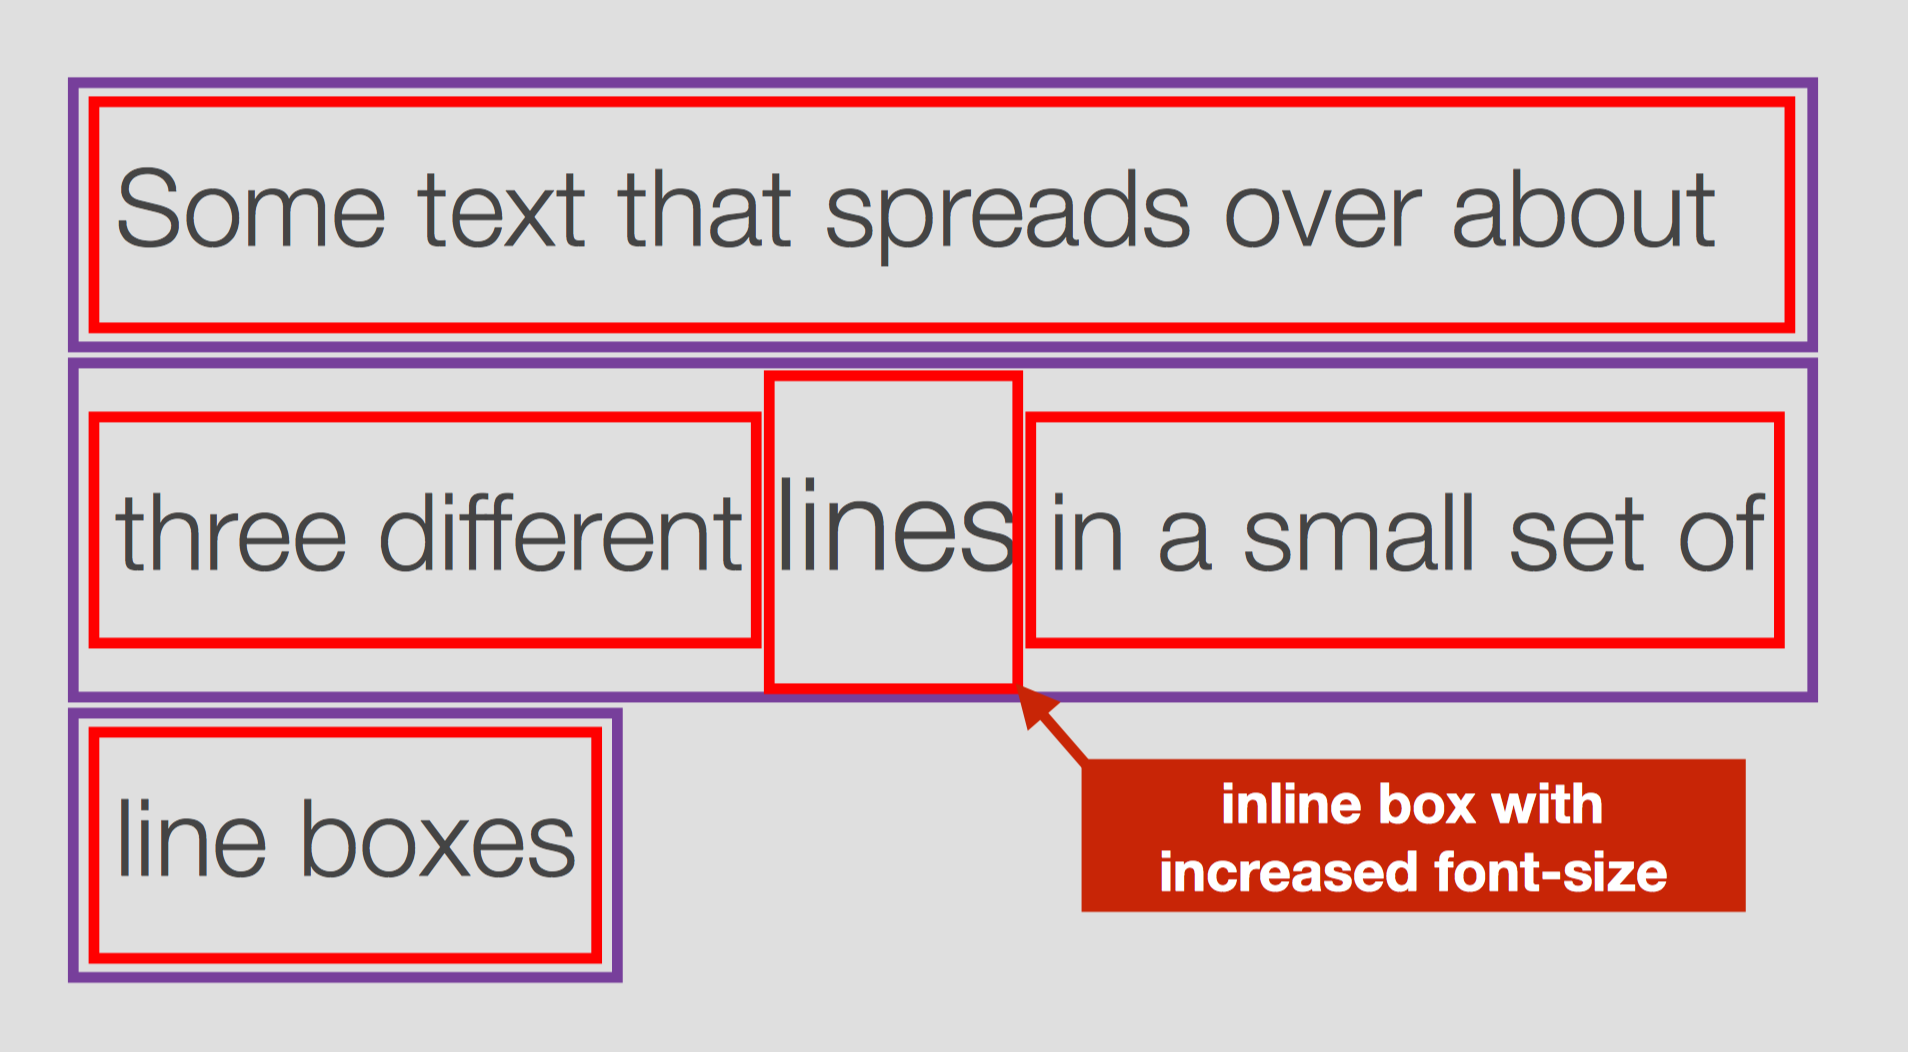 Some text that spreads over about
three different lines in a small set of
line boxes
inline box with
increased font-size